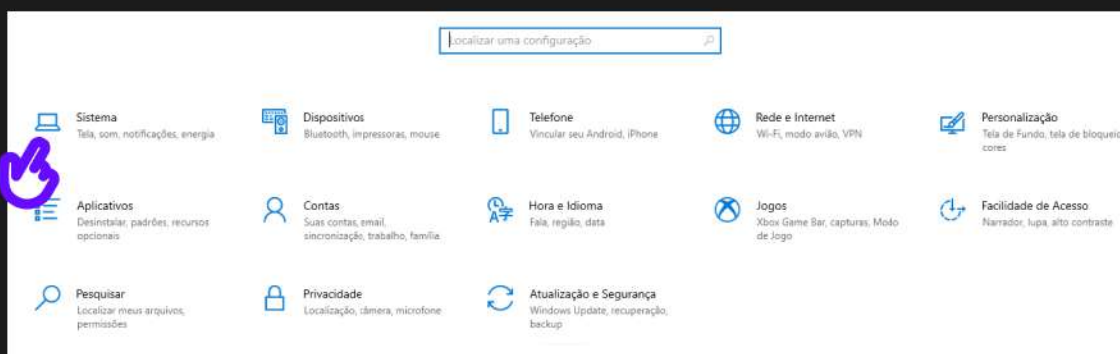 Localizar uma configuração
Sistema
Tela, som, notificações, energia
Dispositivos
Bluetooth, impressoras, mouse
Telefone
Vincular seu Android, iPhone
Rede e Internet
Wi-Fi, modo avião, VPN
Personalização
Tela de Fundo, tela de bloqueio
cores
Aplicativos
Desinstalar, padrões, recursos
opcionais
Contas
Suas contas, email,
sincronização, trabalho, família
Hora e Idioma
Fala, região, data
Jogos
Xbox Game Bar, capturas, Modo
de Jogo
Facilidade de Acesso
Narrador, lupa, alto contraste
Pesquisar
Localizar meus arquivos,
permissões
Privacidade
Localização, câmera, microfone
Atualização e Segurança
Windows Update, recuperação,
backup